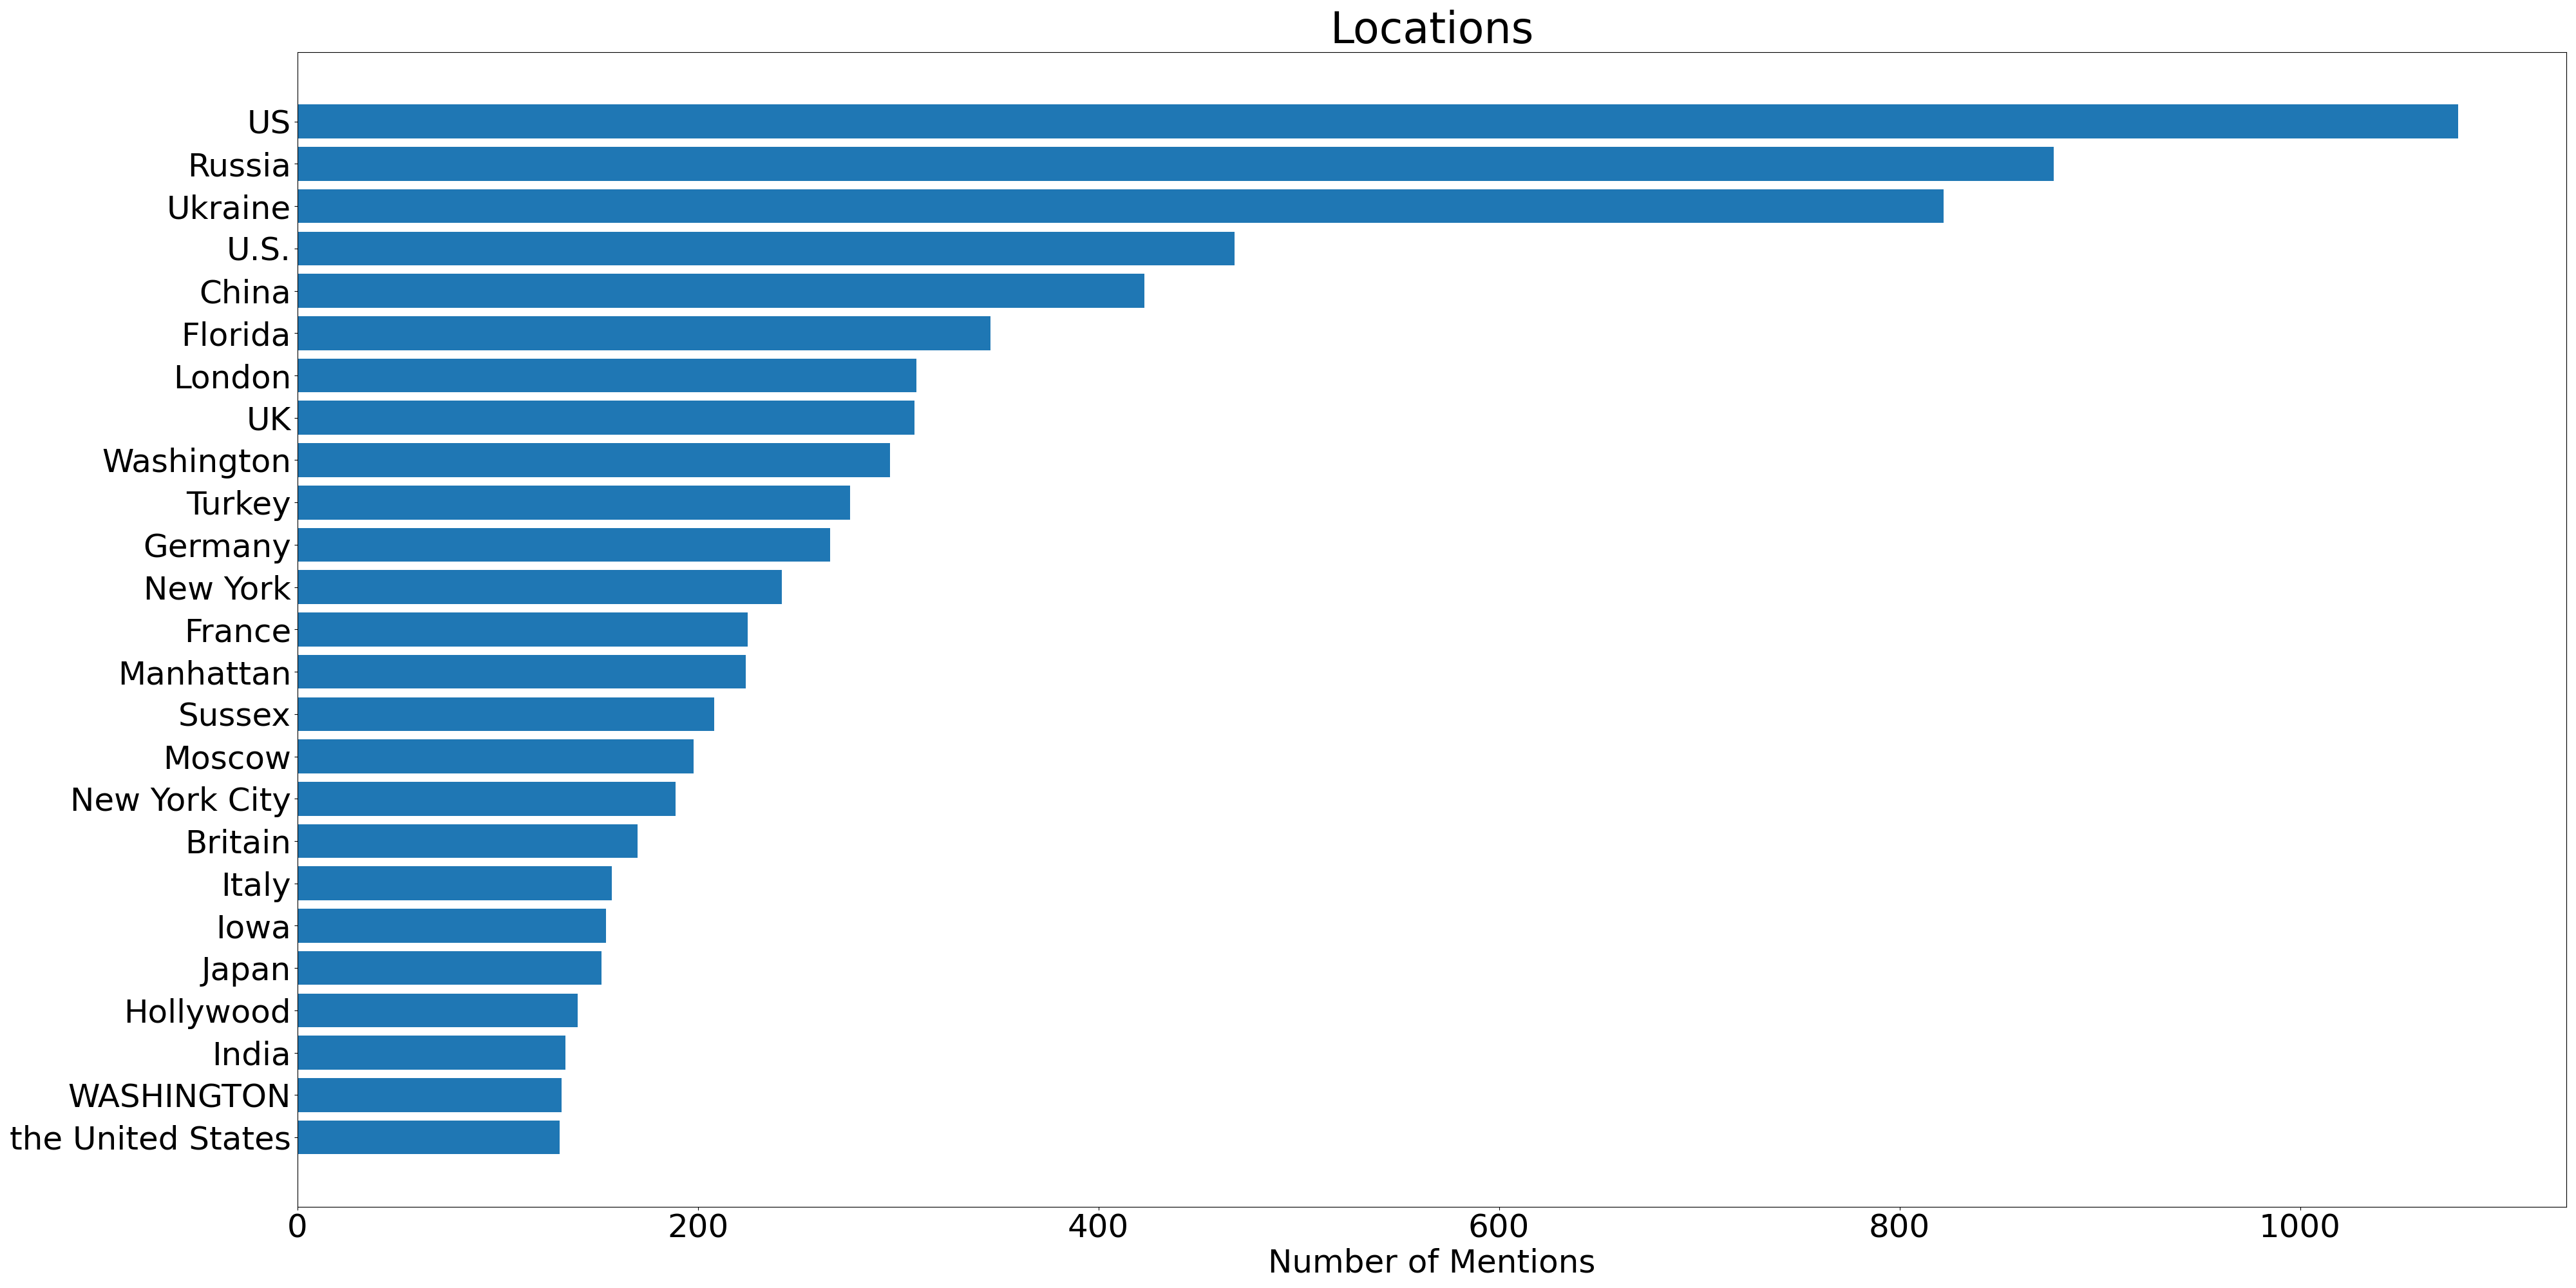 Locations
US
Russia
Ukraine
U.S.
China
Florida
London
UK
Washington
Turkey
Germany
New York
France
Manhattan
Sussex
Moscow
New York City
Britain
Italy
Iowa
Japan
Hollywood
India
WASHINGTON
the United States
0 200 400 600 800 1000
Number of Mentions